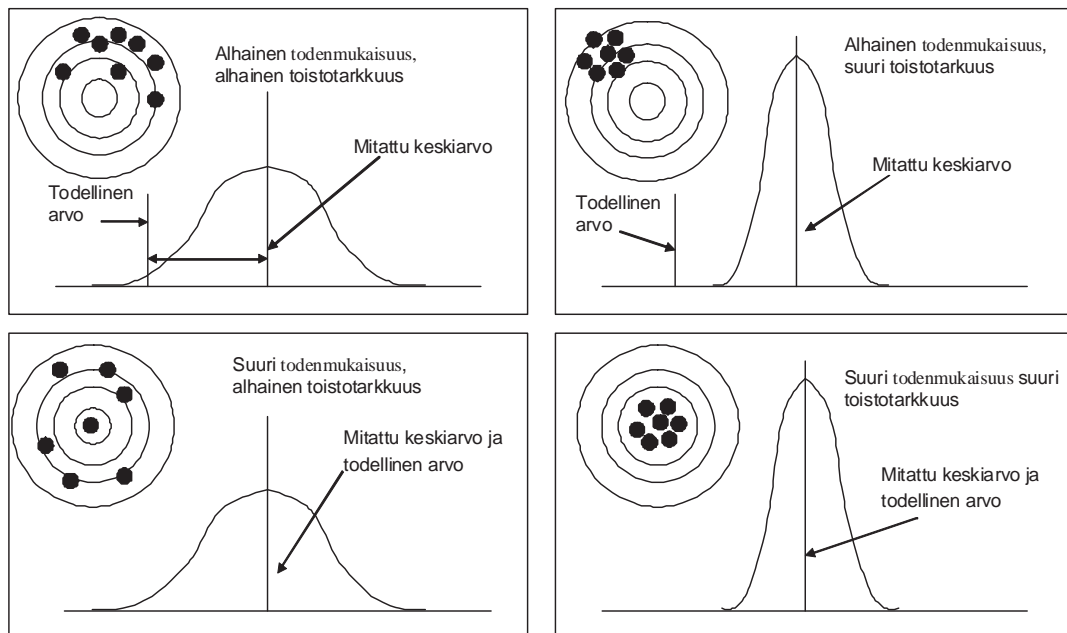 Alhainen todenmukaisuus,
alhainen toistotarkkuus
Mitattu keskiarvo
Todellinen
arvo
Alhainen todenmukaisuus,
suuri toistotarkuus
Mitattu keskiarvo
Todellinen
arvo
Suuri todenmukaisuus,
alhainen toistotarkkuus
Mitattu keskiarvo ja
todellinen arvo
Suuri todenmukaisuus suuri
toistotarkkuus
Mitattu keskiarvo ja
todellinen arvo